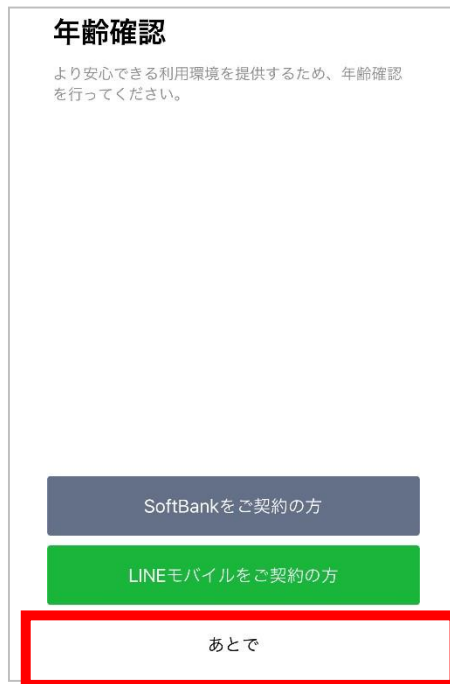 年齢確認
より安心できる利用環境を提供するため、年齢確認
を行ってください。
SoftBankをご契約の方
LINEモバイルをご契約の方
あとで